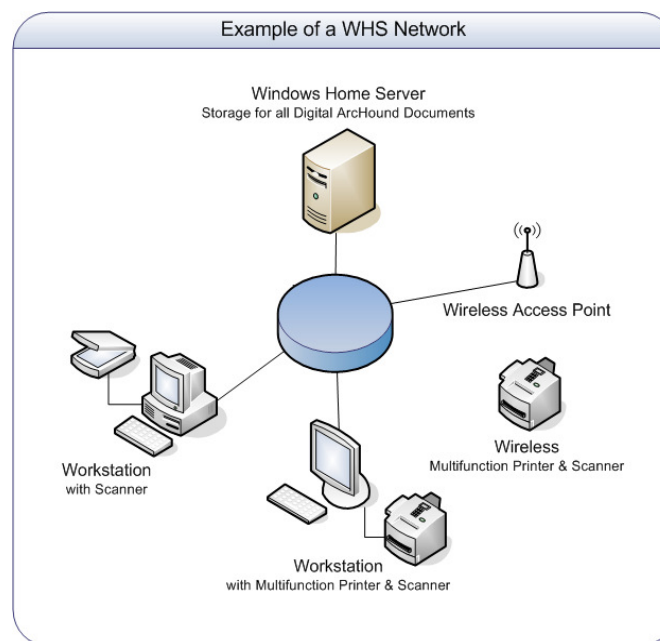 Example of a WHS Network
Windows Home Server
Storage for all Digital ArcHound Documents
Wireless Access Point
Workstation
with Scanner
Wireless
Multifunction Printer & Scanner
Workstation
with Multifunction Printer & Scanner